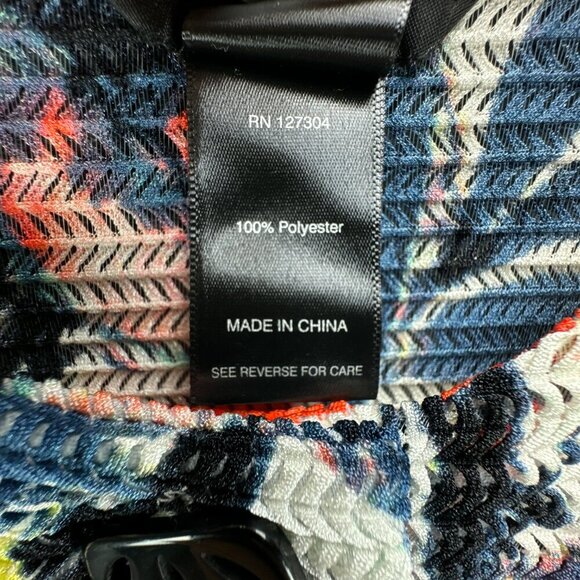 RN 127304
100% Polyester
MADE IN CHINA
SEE REVERSE FOR CARE